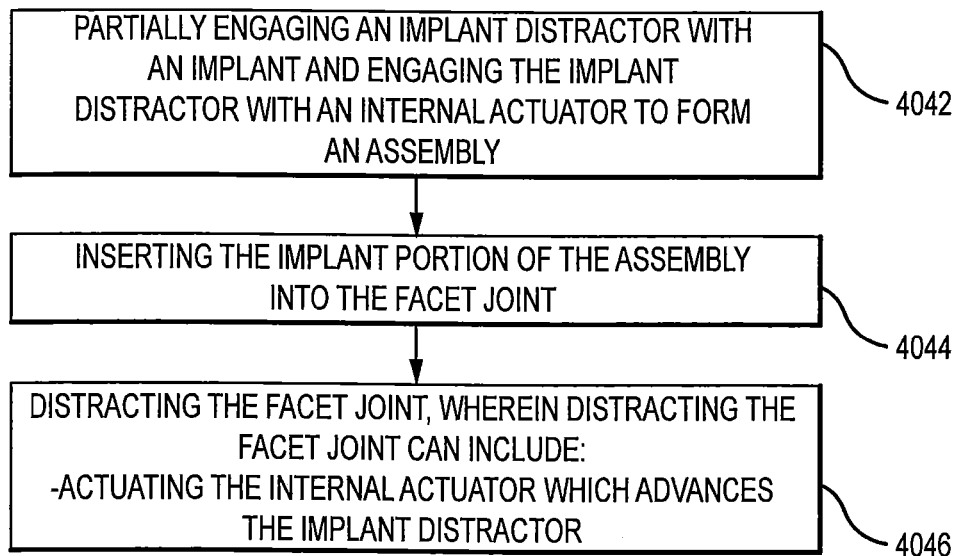 PARTIALLY ENGAGING AN IMPLANT DISTRACTOR WITH
AN IMPLANT AND ENGAGING THE IMPLANT
DISTRACTOR WITH AN INTERNAL ACTUATOR TO FORM
AN ASSEMBLY
4042
INSERTING THE IMPLANT PORTION OF THE ASSEMBLY
INTO THE FACET JOINT
4044
DISTRACTING THE FACET JOINT, WHEREIN DISTRACTING THE
FACET JOINT CAN INCLUDE:
-ACTUATING THE INTERNAL ACTUATOR WHICH ADVANCES
THE IMPLANT DISTRACTOR
4046